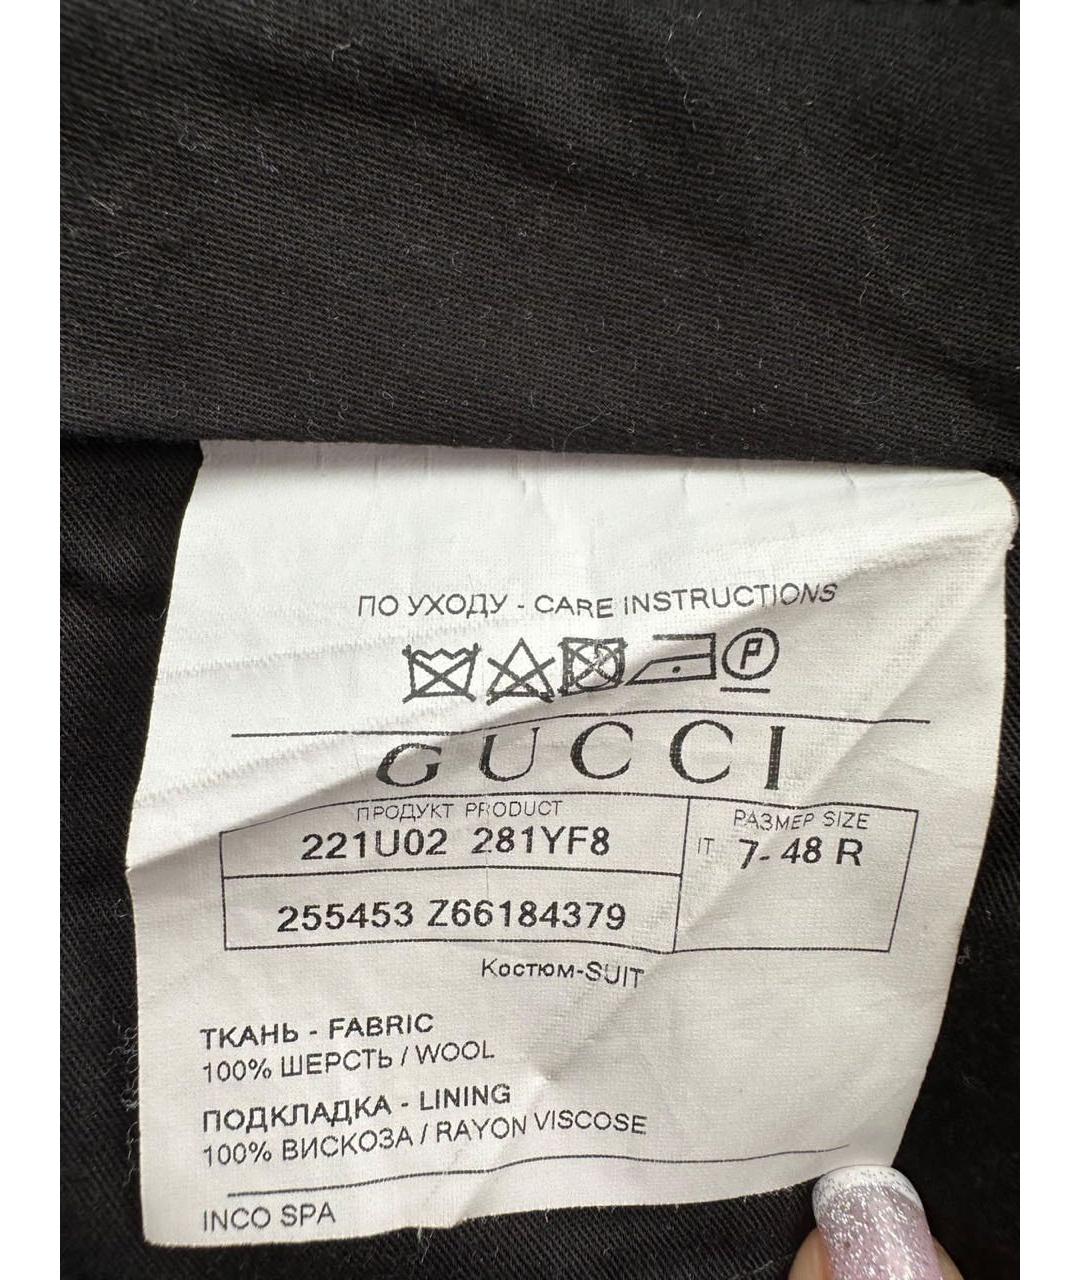 ПО УХОДУ - CARE INSTRUCTIONS
P
GUCCI
ПРОДУКТ PRODUCT
221U02 281YF8
255453 Z66184379
РАЗМЕР SIZE
IT 7- 48 R
Костюм-SUIT
ТКАНЬ - FABRIC
100% ШЕРСТЬ / WOOL
ПОДКЛАДКА - LINING
100% ВИСКОЗА / RAYON VISCOSE
INCO SPA